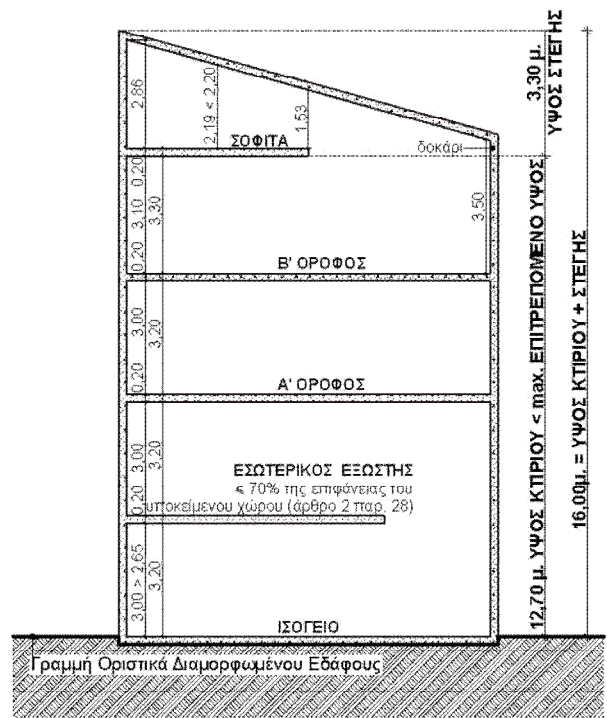 3,30 μ.
ΥΨΟΣ ΣΤΕΓΗΣ
2,86
2,19 < 2,20
1,53
ΣΟΦΙΤΑ
δοκάρι
0,20
3,10
3,30
3,50
0,20
Β' ΟΡΟΦΟΣ
3,00
3,20
0,20
Α' ΟΡΟΦΟΣ
3,00
3,20
0,20
ΕΣΩΤΕΡΙΚΟΣ ΕΞΩΣΤΗΣ
≤ 70% της επιφάνειας του
υποκείμενου χώρου (άρθρο 2 παρ. 28)
3,00 > 2,65
3,20
ΙΣΟΓΕΙΟ
12,70 μ. ΥΨΟΣ ΚΤΙΡΙΟΥ < max. ΕΠΙΤΡΕΠΟΜΕΝΟ ΥΨΟΣ
16,00μ. = ΥΨΟΣ ΚΤΙΡΙΟΥ + ΣΤΕΓΗΣ
Γραμμή Οριστικά Διαμορφωμένου Εδάφους